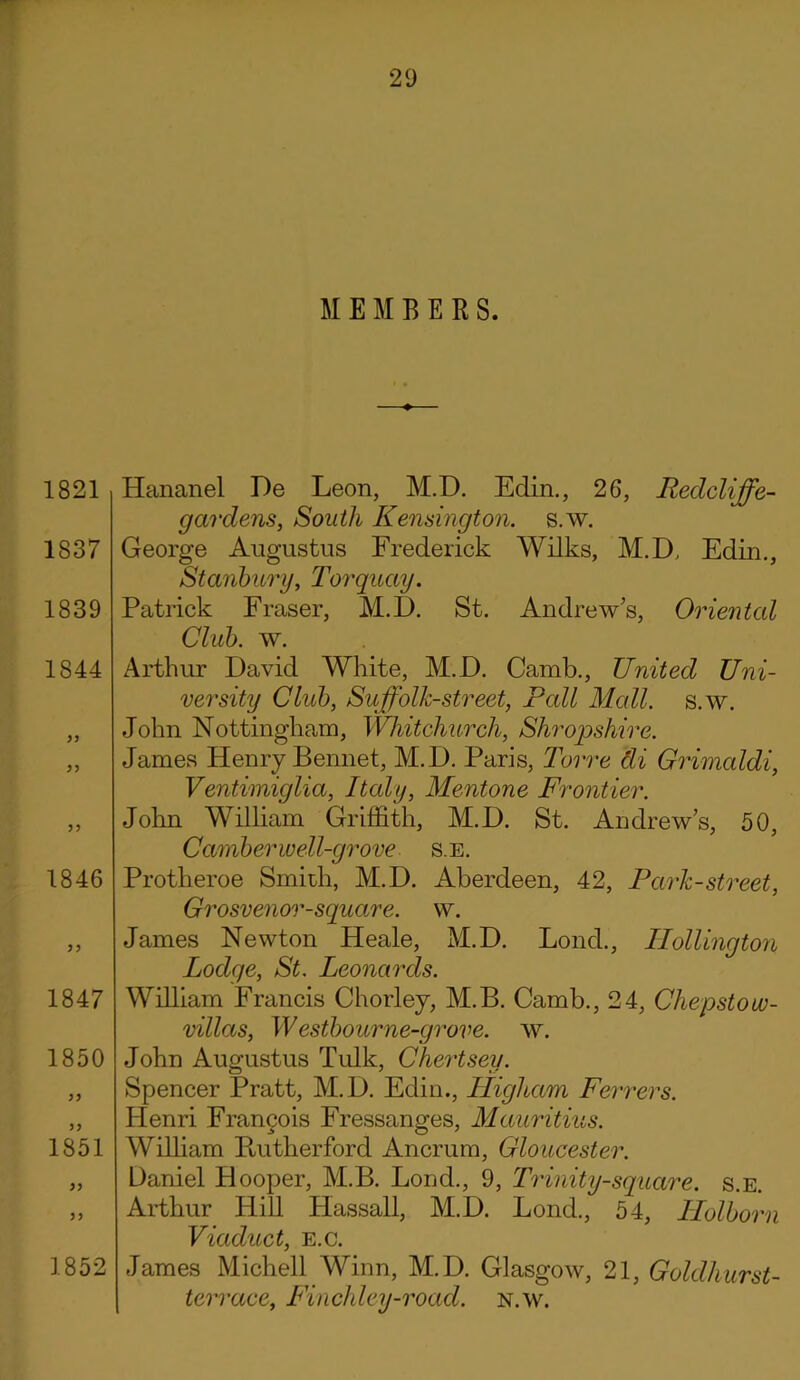 29
MEMBERS.
1821 Hananel De Leon, M.D. Edin., 26, Redcliffe-
gardens, South Kensington. S.W.
1837 George Augustus Frederick Wilks, M.D, Edin.,
Stanbury, Torquay.
1839 Patrick Fraser, M.D. St. Andrew's, Oriental
Club. W.
1844 Arthur David White, M.D. Camb., United Uni-
versity Club, Suffolk-street, Pall Mall. S.W.
„ John Nottingham, Whitchurch, Shropshire.
„ James Henry Bennet, M.D. Paris, Torre di Grimaldi,
Ventimiglia, Italy, Mentone Frontier.
„ John William Griffith, M.D. St. Andrew's, 50,
Camberwell-grove S.E.
1846 Protheroe Smith, M.D. Aberdeen, 42, Park-street,
Grosvenor-square. W.
„ James Newton Heale, M.D. Lond., Hollington
Lodge, St. Leonards.
1847 William Francis Chorley, M.B. Camb., 24, Chepstow-
villas, Westbourne-grove. W.
1850 John Augustus Tulk, Chertsey.
„ Spencer Pratt, M.D. Edin., Higham Ferrers.
„ Henri François Fressanges, Mauritius.
1851 William Rutherford Ancrum, Gloucester.
„ Daniel Hooper, M.B. Lond., 9, Trinity-square. S.E.
„ Arthur Hill Hassall, M.D. Lond., 54, Holborn
Viaduct, E.C.
1852 James Michell Winn, M.D. Glasgow, 21, Goldhurst-
terrace, Finchley-road. N.W.